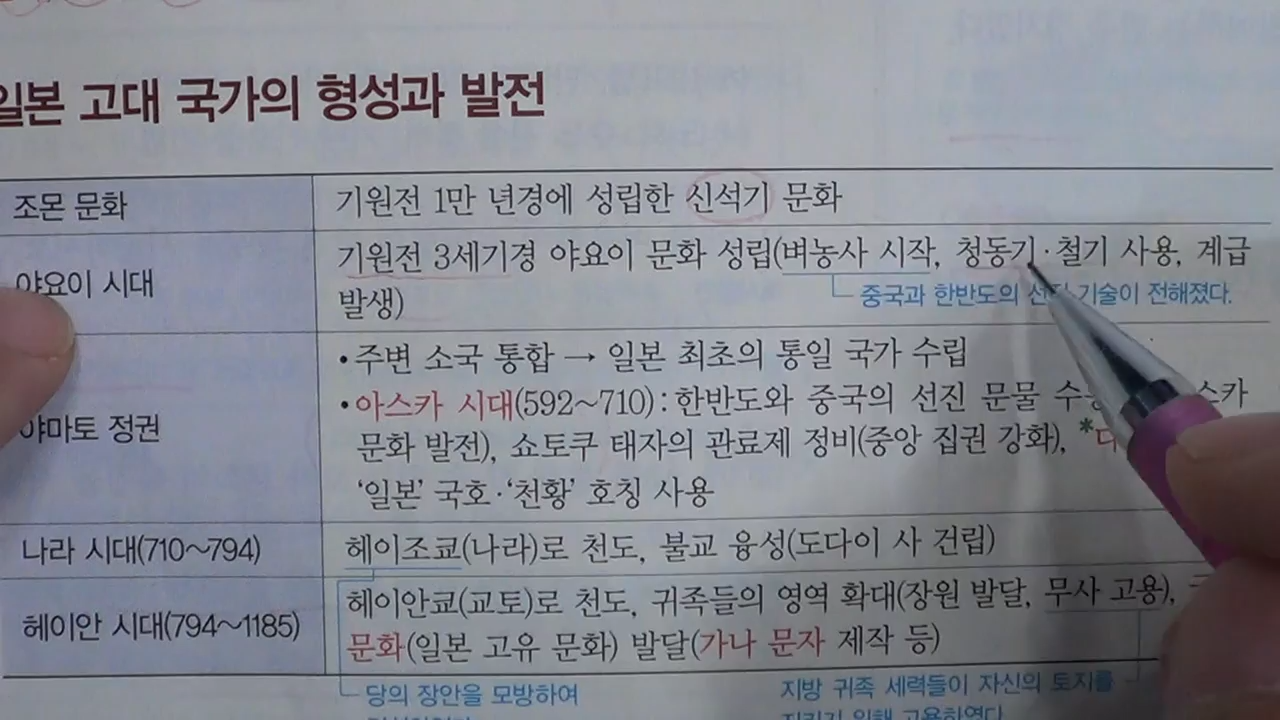 일본 고대 국가의 형성과 발전
조몬 문화
기원전 1만 년경에 성립한 신석기 문화
야요이 시대
기원전 3세기경 야요이 문화 성립(벼농사 시작, 청동기·철기 사용, 계급
발생)
중국과 한반도의 기술이 전해졌다.
야마토 정권
•주변 소국 통합 → 일본 최초의 통일 국가 수립
•아스카 시대(592~710): 한반도와 중국의 선진 문물
문화 발전), 쇼토쿠 태자의 관료제 정비(중앙 집권 강화), *
'일본' 국호·'천황' 호칭 사용
나라 시대(710~794)
헤이조쿄(나라)로 천도, 불교 융성(도다이 사 건립)
헤이안 시대(794~1185)
헤이안쿄(교토)로 천도, 귀족들의 영역 확대(장원 발달, 무사 고용),
문화(일본 고유 문화) 발달(가나 문자 제작 등)
당의 장안을 모방하여
지방 귀족 세력들이 자신의 토지를